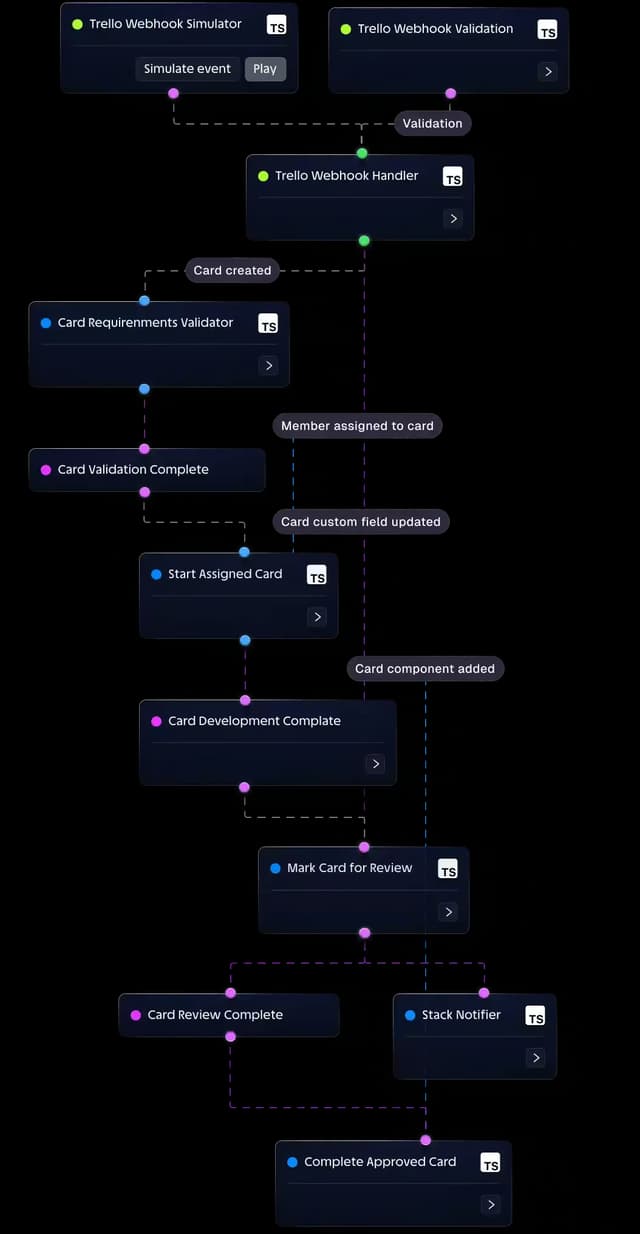 Trello Webhook Simulator
TS
Simulate event
Play
Trello Webhook Validation
TS
Validation
Trello Webhook Handler
TS
Card created
Card Requirenments Validator
TS
Member assigned to card
Card Validation Complete
Card custom field updated
Start Assigned Card
TS
Card component added
Card Development Complate
Mark Card for Review
TS
Card Review Complete
Stack Notifier
TS
Complete Approved Card
TS